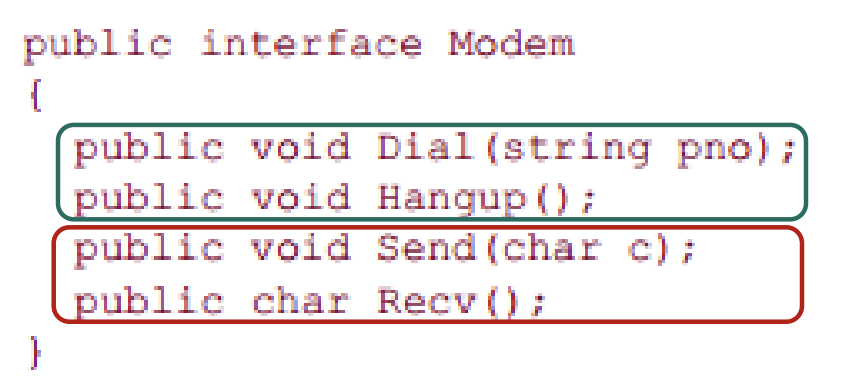 public interface Modem
{
public void Dial(string pno);
public void Hangup();
public void Send(char c);
public char Recv();
}